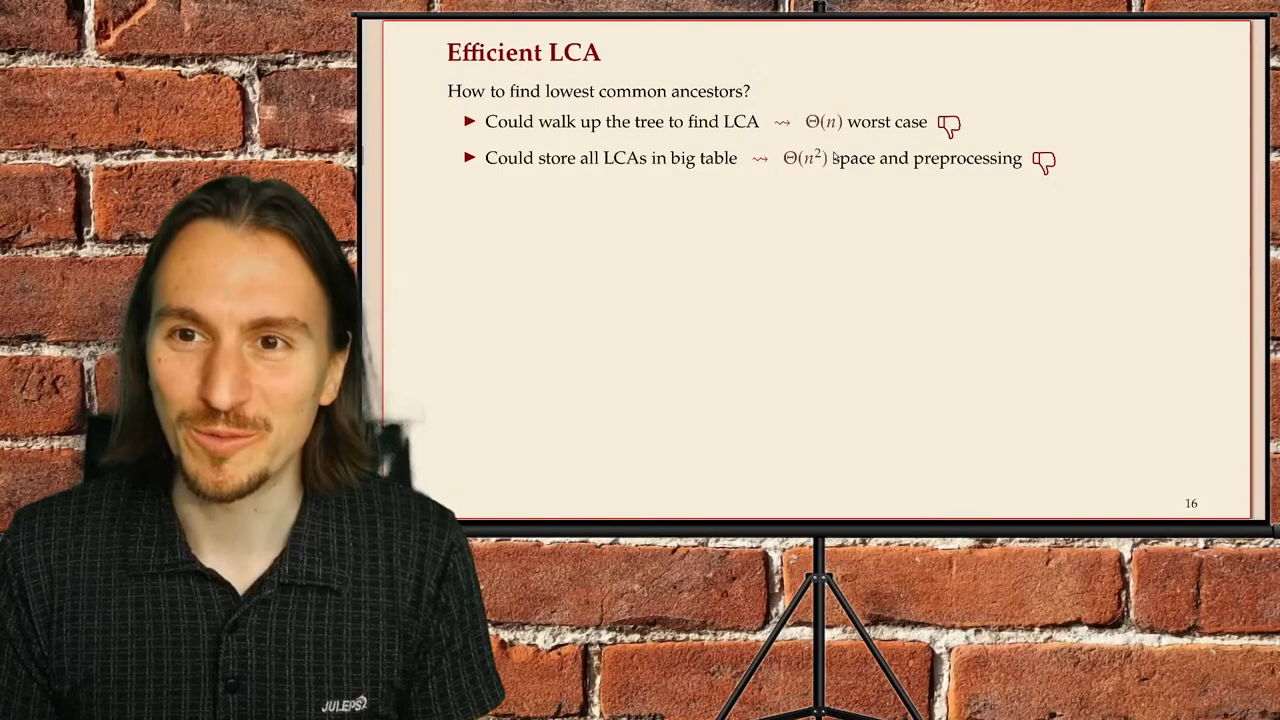 Efficient LCA
How to find lowest common ancestors?
▶ Could walk up the tree to find LCA ⇝ Θ(n) worst case
▶ Could store all LCAs in big table ⇝ Θ(n²) space and preprocessing
16
JULEPS